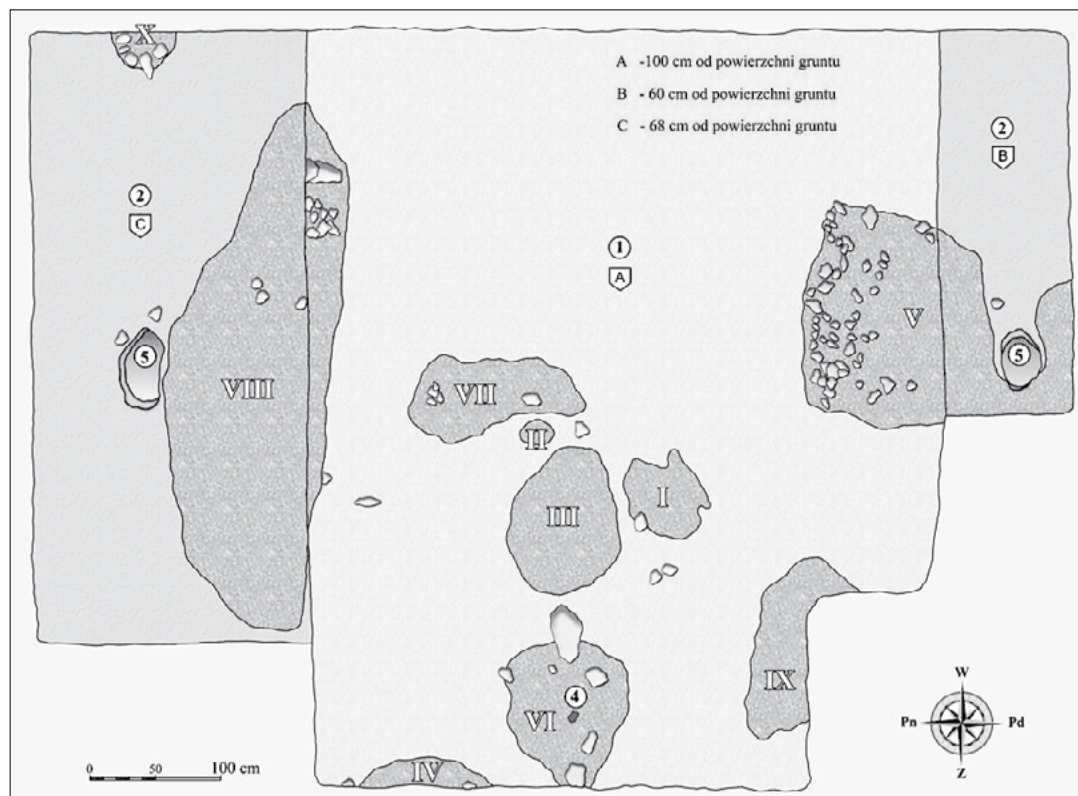 X
A -100 cm od powierzchni gruntu
B - 60 cm od powierzchni gruntu
C - 68 cm od powierzchni gruntu
2
B
2
C
1
A
V
5
5
VIII
VII
II
I
III
IX
4
VI
IV
W
Pn
Pd
Z
0 50 100 cm